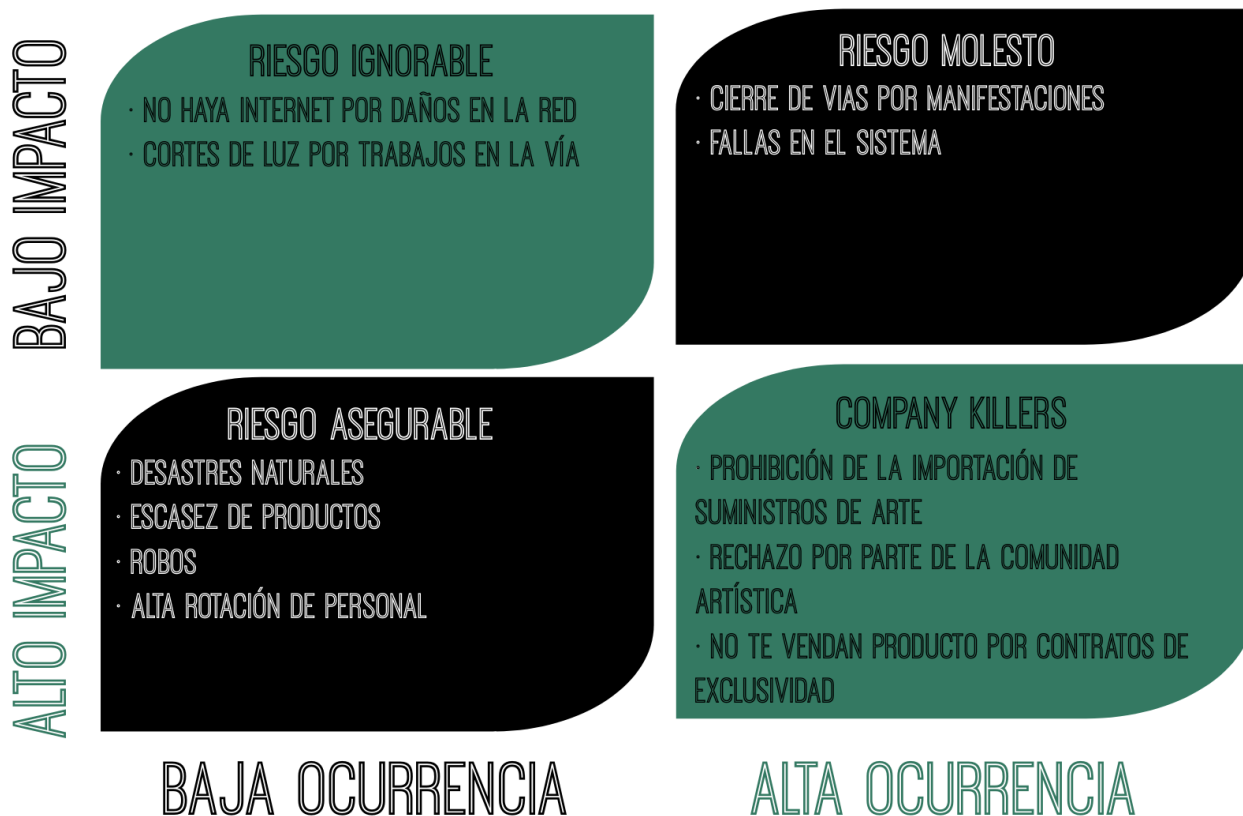 BAJO IMPACTO
RIESGO IGNORABLE
· NO HAYA INTERNET POR DAÑOS EN LA RED
· CORTES DE LUZ POR TRABAJOS EN LA VÍA
RIESGO MOLESTO
· CIERRE DE VIAS POR MANIFESTACIONES
· FALLAS EN EL SISTEMA
ALTO IMPACTO
RIESGO ASEGURABLE
· DESASTRES NATURALES
· ESCASEZ DE PRODUCTOS
· ROBOS
· ALTA ROTACIÓN DE PERSONAL
COMPANY KILLERS
· PROHIBICIÓN DE LA IMPORTACIÓN DE
SUMINISTROS DE ARTE
· RECHAZO POR PARTE DE LA COMUNIDAD
ARTÍSTICA
· NO TE VENDAN PRODUCTO POR CONTRATOS DE
EXCLUSIVIDAD
BAJA OCURRENCIA
ALTA OCURRENCIA